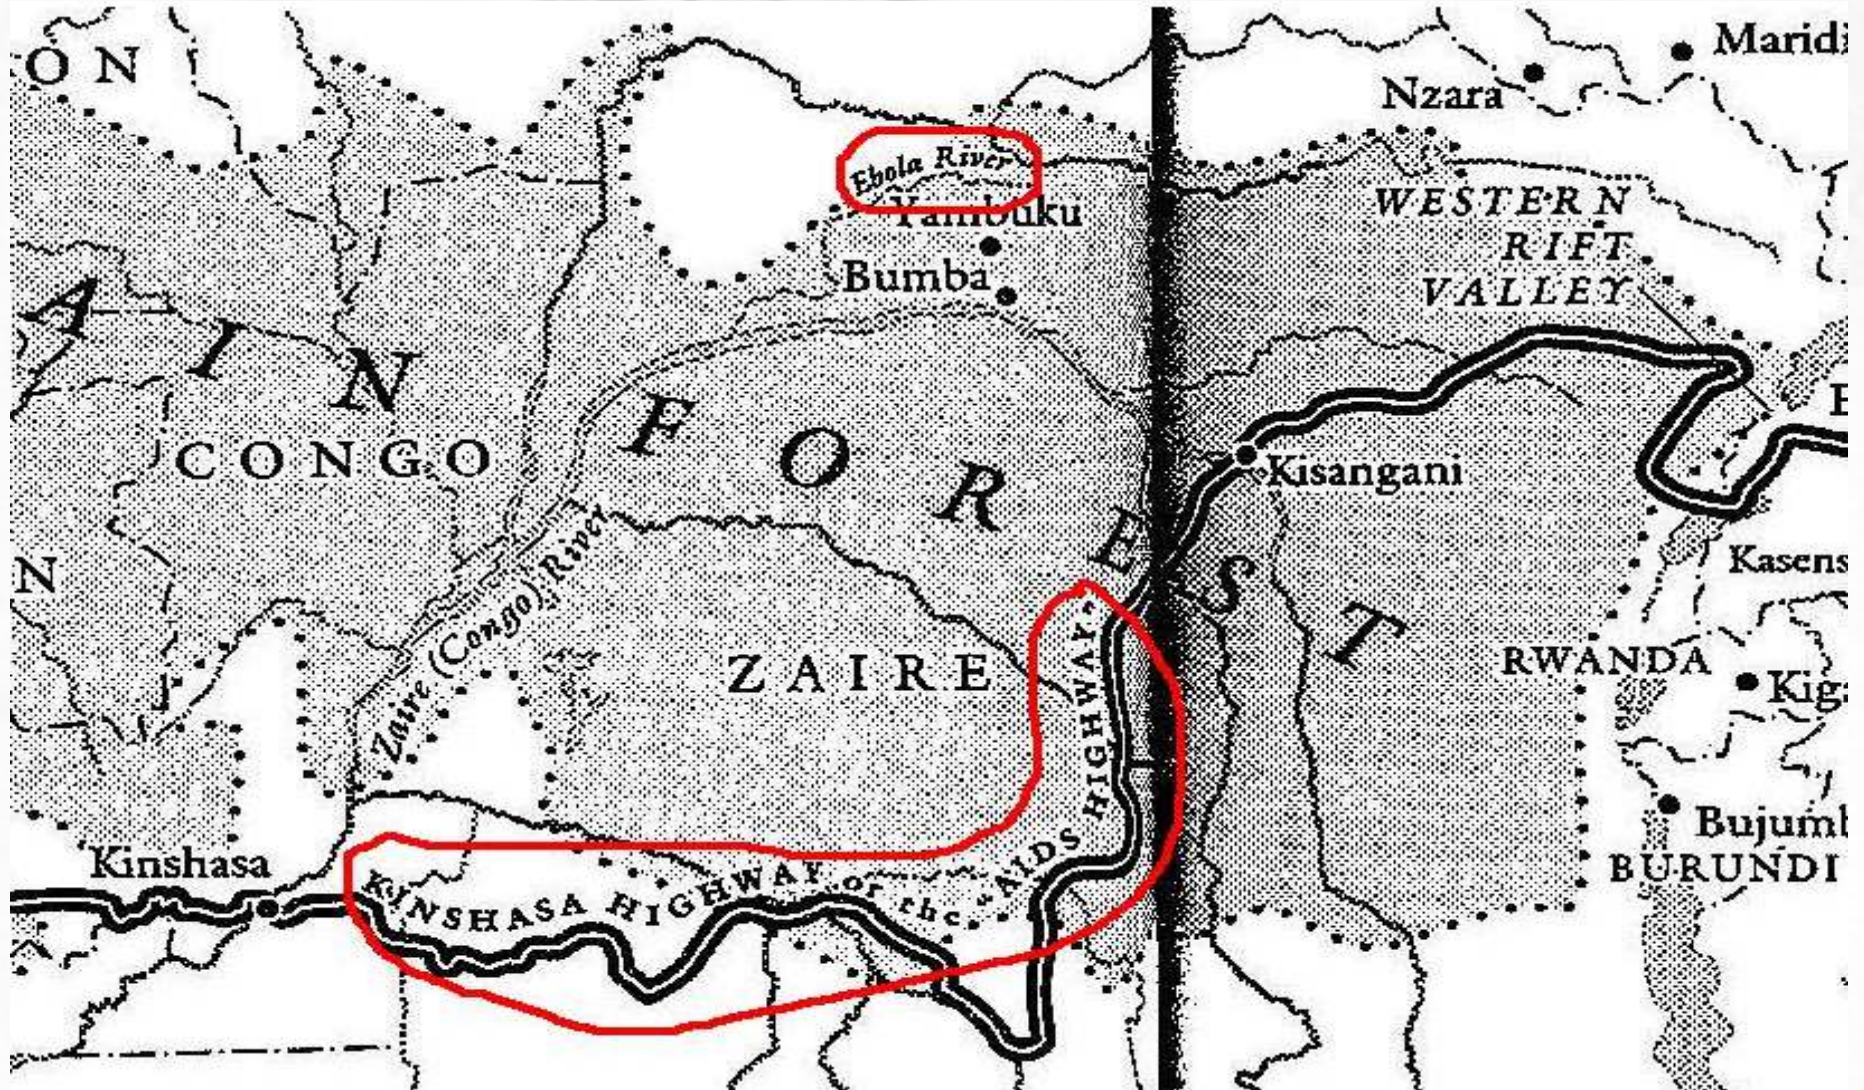 ON
Maridi
Nzara
Ebola River
Yambuku
WESTERN
RIFT
VALLEY
Bumba
AIN
FOREST
CONGO
Kisangani
N
Zaire (Congo) River
Kasens
ZAIRE
RWANDA
Kiga
Bujumb
BURUNDI
Kinshasa
KINSHASA HIGHWAY or the "AIDS HIGHWAY"
E